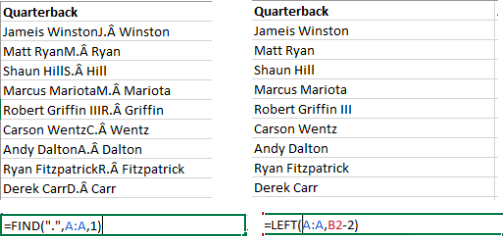 Quarterback
Jameis WinstonJ.Â Winston
Matt RyanM.Â Ryan
Shaun HillS.Â Hill
Marcus MariotaM.Â Mariota
Robert Griffin IIIR.Â Griffin
Carson WentzC.Â Wentz
Andy DaltonA.Â Dalton
Ryan FitzpatrickR.Â Fitzpatrick
Derek CarrD.Â Carr
=FIND(".",A:A,1)
Quarterback
Jameis Winston
Matt Ryan
Shaun Hill
Marcus Mariota
Robert Griffin III
Carson Wentz
Andy Dalton
Ryan Fitzpatrick
Derek Carr
=LEFT(A:A,B2-2)